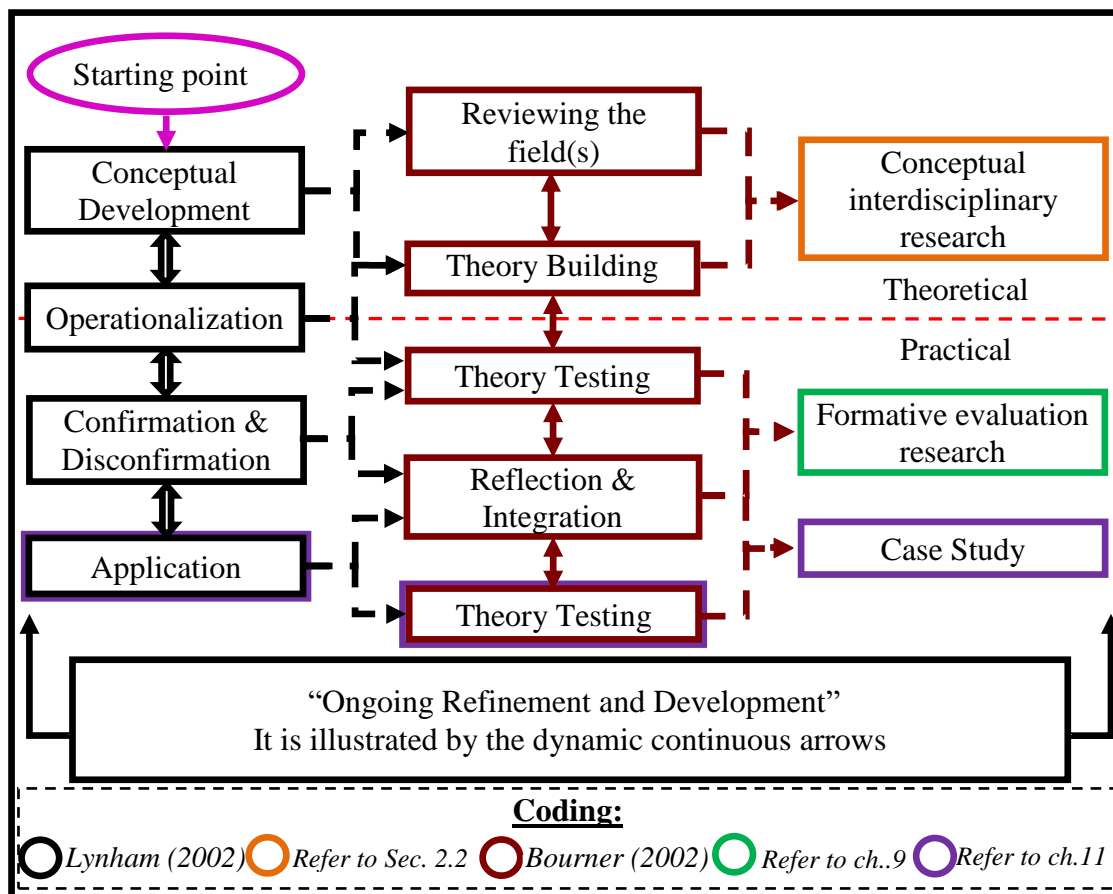 Starting point
Conceptual
Development
Operationalization
Confirmation &
Disconfirmation
Application
Reviewing the
field(s)
Theory Building
Theory Testing
Reflection &
Integration
Theory Testing
Conceptual
interdisciplinary
research
Theoretical
Practical
Formative evaluation
research
Case Study
“Ongoing Refinement and Development”
It is illustrated by the dynamic continuous arrows
Coding:
Lynham (2002) Refer to Sec. 2.2 Bourner (2002) Refer to ch..9 Refer to ch.11